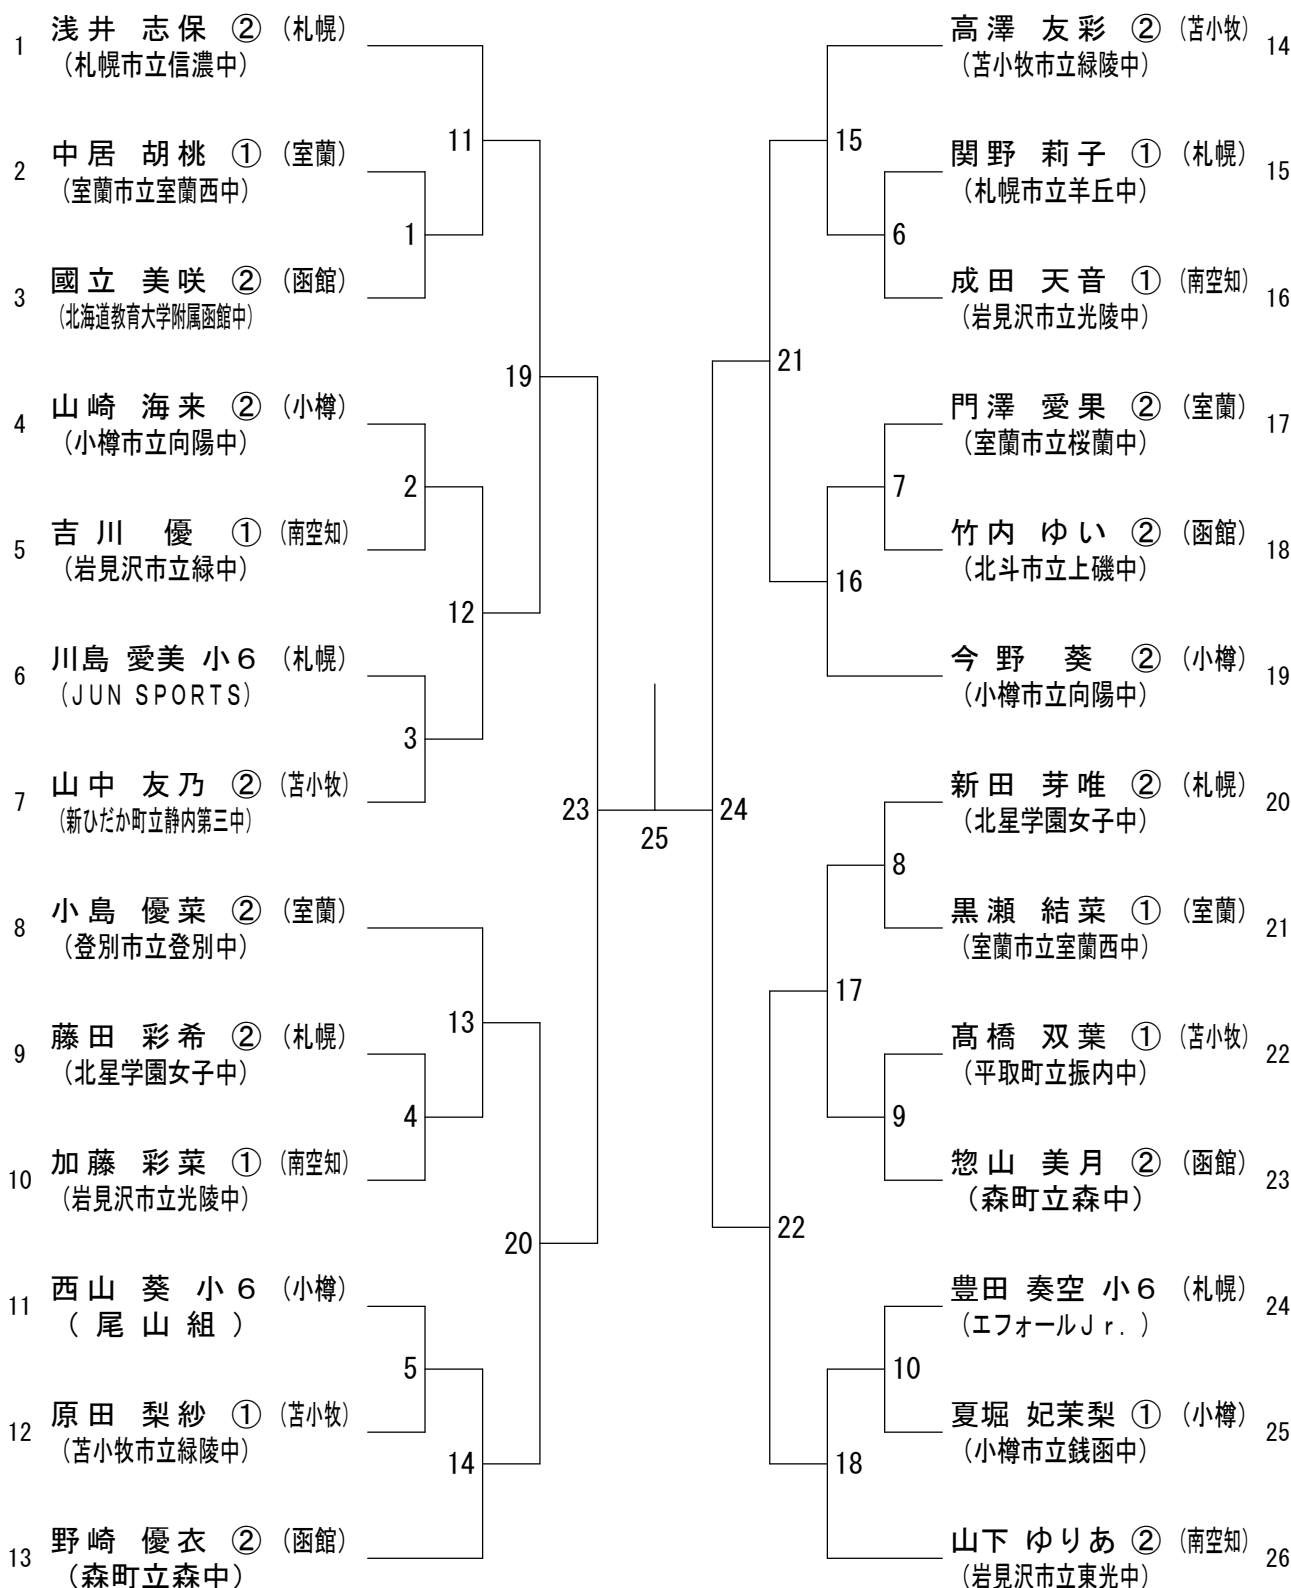 1 浅井 志保 ② (札幌)
(札幌市立信濃中)
2 中居 胡桃 ① (室蘭)
(室蘭市立室蘭西中)
3 國立 美咲 ② (函館)
(北海道教育大学附属函館中)
4 山崎 海来 ② (小樽)
(小樽市立向陽中)
5 吉川 優 ① (南空知)
(岩見沢市立緑中)
6 川島 愛美 小6 (札幌)
(JUN SPORTS)
7 山中 友乃 ② (苫小牧)
(新ひだか町立静内第三中)
8 小島 優菜 ② (室蘭)
(登別市立登別中)
9 藤田 彩希 ② (札幌)
(北星学園女子中)
10 加藤 彩菜 ① (南空知)
(岩見沢市立光陵中)
11 西山 葵 小6 (小樽)
(尾山組)
12 原田 梨紗 ① (苫小牧)
(苫小牧市立緑陵中)
13 野崎 優衣 ② (函館)
(森町立森中)
11
1
19
2
12
3
23
13
4
20
5
14
25
24
15
6
21
7
16
8
17
9
22
10
18
高澤 友彩 ② (苫小牧) 14
(苫小牧市立緑陵中)
関野 莉子 ① (札幌) 15
(札幌市立羊丘中)
成田 天音 ① (南空知) 16
(岩見沢市立光陵中)
門澤 愛果 ② (室蘭) 17
(室蘭市立桜蘭中)
竹内 ゆい ② (函館) 18
(北斗市立上磯中)
今野 葵 ② (小樽) 19
(小樽市立向陽中)
新田 芽唯 ② (札幌) 20
(北星学園女子中)
黒瀬 結菜 ① (室蘭) 21
(室蘭市立室蘭西中)
髙橋 双葉 ① (苫小牧) 22
(平取町立振内中)
惣山 美月 ② (函館) 23
(森町立森中)
豊田 奏空 小6 (札幌) 24
(エフォールJr.)
夏堀 妃茉梨 ① (小樽) 25
(小樽市立銭函中)
山下 ゆりあ ② (南空知) 26
(岩見沢市立東光中)